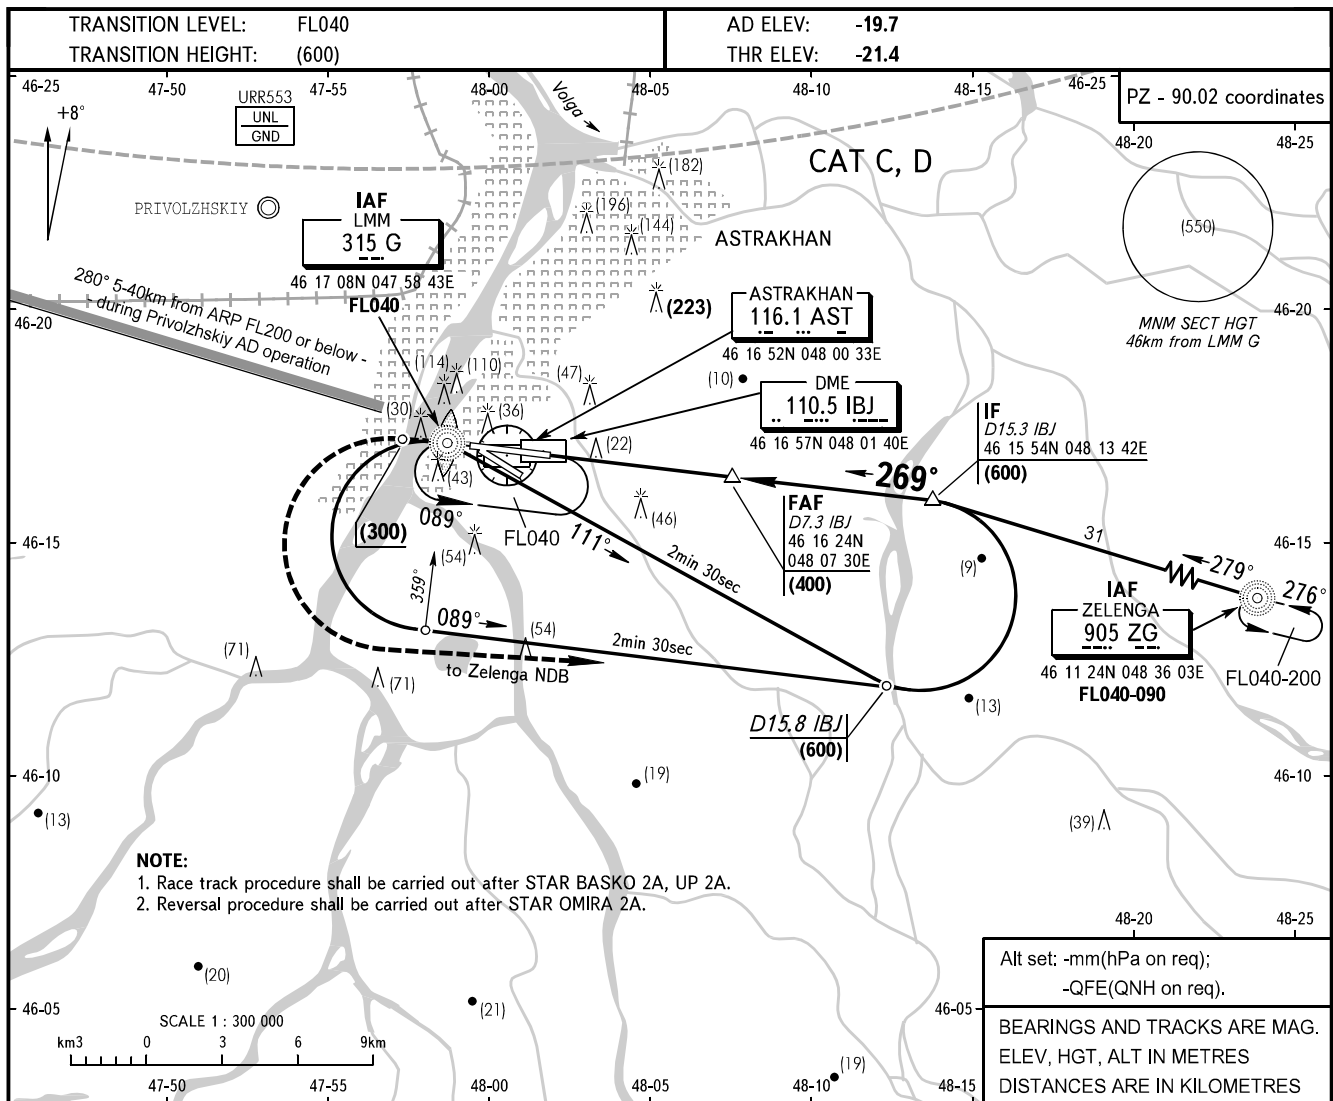 TRANSITION LEVEL: FL040
TRANSITION HEIGHT: (600)
AD ELEV: -19.7
THR ELEV: -21.4
46-25
47-50
47-55
48-00
48-05
48-10
48-15
46-25
PZ - 90.02 coordinates
48-20
48-25
+8°
URR553
UNL
GND
Volga
CAT C, D
(182)
(196)
(144)
ASTRAKHAN
(223)
PRIVOLZHSKIY
IAF
LMM
315 G
46 17 08N 047 58 43E
FL040
(550)
MNM SECT HGT
46km from LMM G
280° 5-40km from ARP FL200 or below -
- during Privolzhskiy AD operation
46-20
46-20
ASTRAKHAN
116.1 AST
46 16 52N 048 00 33E
(10)
DME
110.5 IBJ
46 16 57N 048 01 40E
(114)
(110)
(47)
(30)
(36)
(22)
(43)
(46)
IF
D15.3 IBJ
46 15 54N 048 13 42E
(600)
269°
FAF
D7.3 IBJ
46 16 24N
048 07 30E
(400)
(300)
089°
FL040
111°
2min 30sec
(54)
359°
089°
2min 30sec
(54)
to Zelenga NDB
(71)
(71)
46-15
46-15
31
279°
276°
(9)
IAF
ZELENGA
905 ZG
46 11 24N 048 36 03E
FL040-090
FL040-200
(13)
D15.8 IBJ
(600)
46-10
46-10
(19)
(13)
(39)
NOTE:
1. Race track procedure shall be carried out after STAR BASKO 2A, UP 2A.
2. Reversal procedure shall be carried out after STAR OMIRA 2A.
48-20
48-25
(20)
(21)
(19)
46-05
46-05
SCALE 1 : 300 000
km3 0 3 6 9km
47-50
47-55
48-00
48-05
48-10
48-15
Alt set: -mm(hPa on req);
-QFE(QNH on req).
BEARINGS AND TRACKS ARE MAG.
ELEV, HGT, ALT IN METRES
DISTANCES ARE IN KILOMETRES